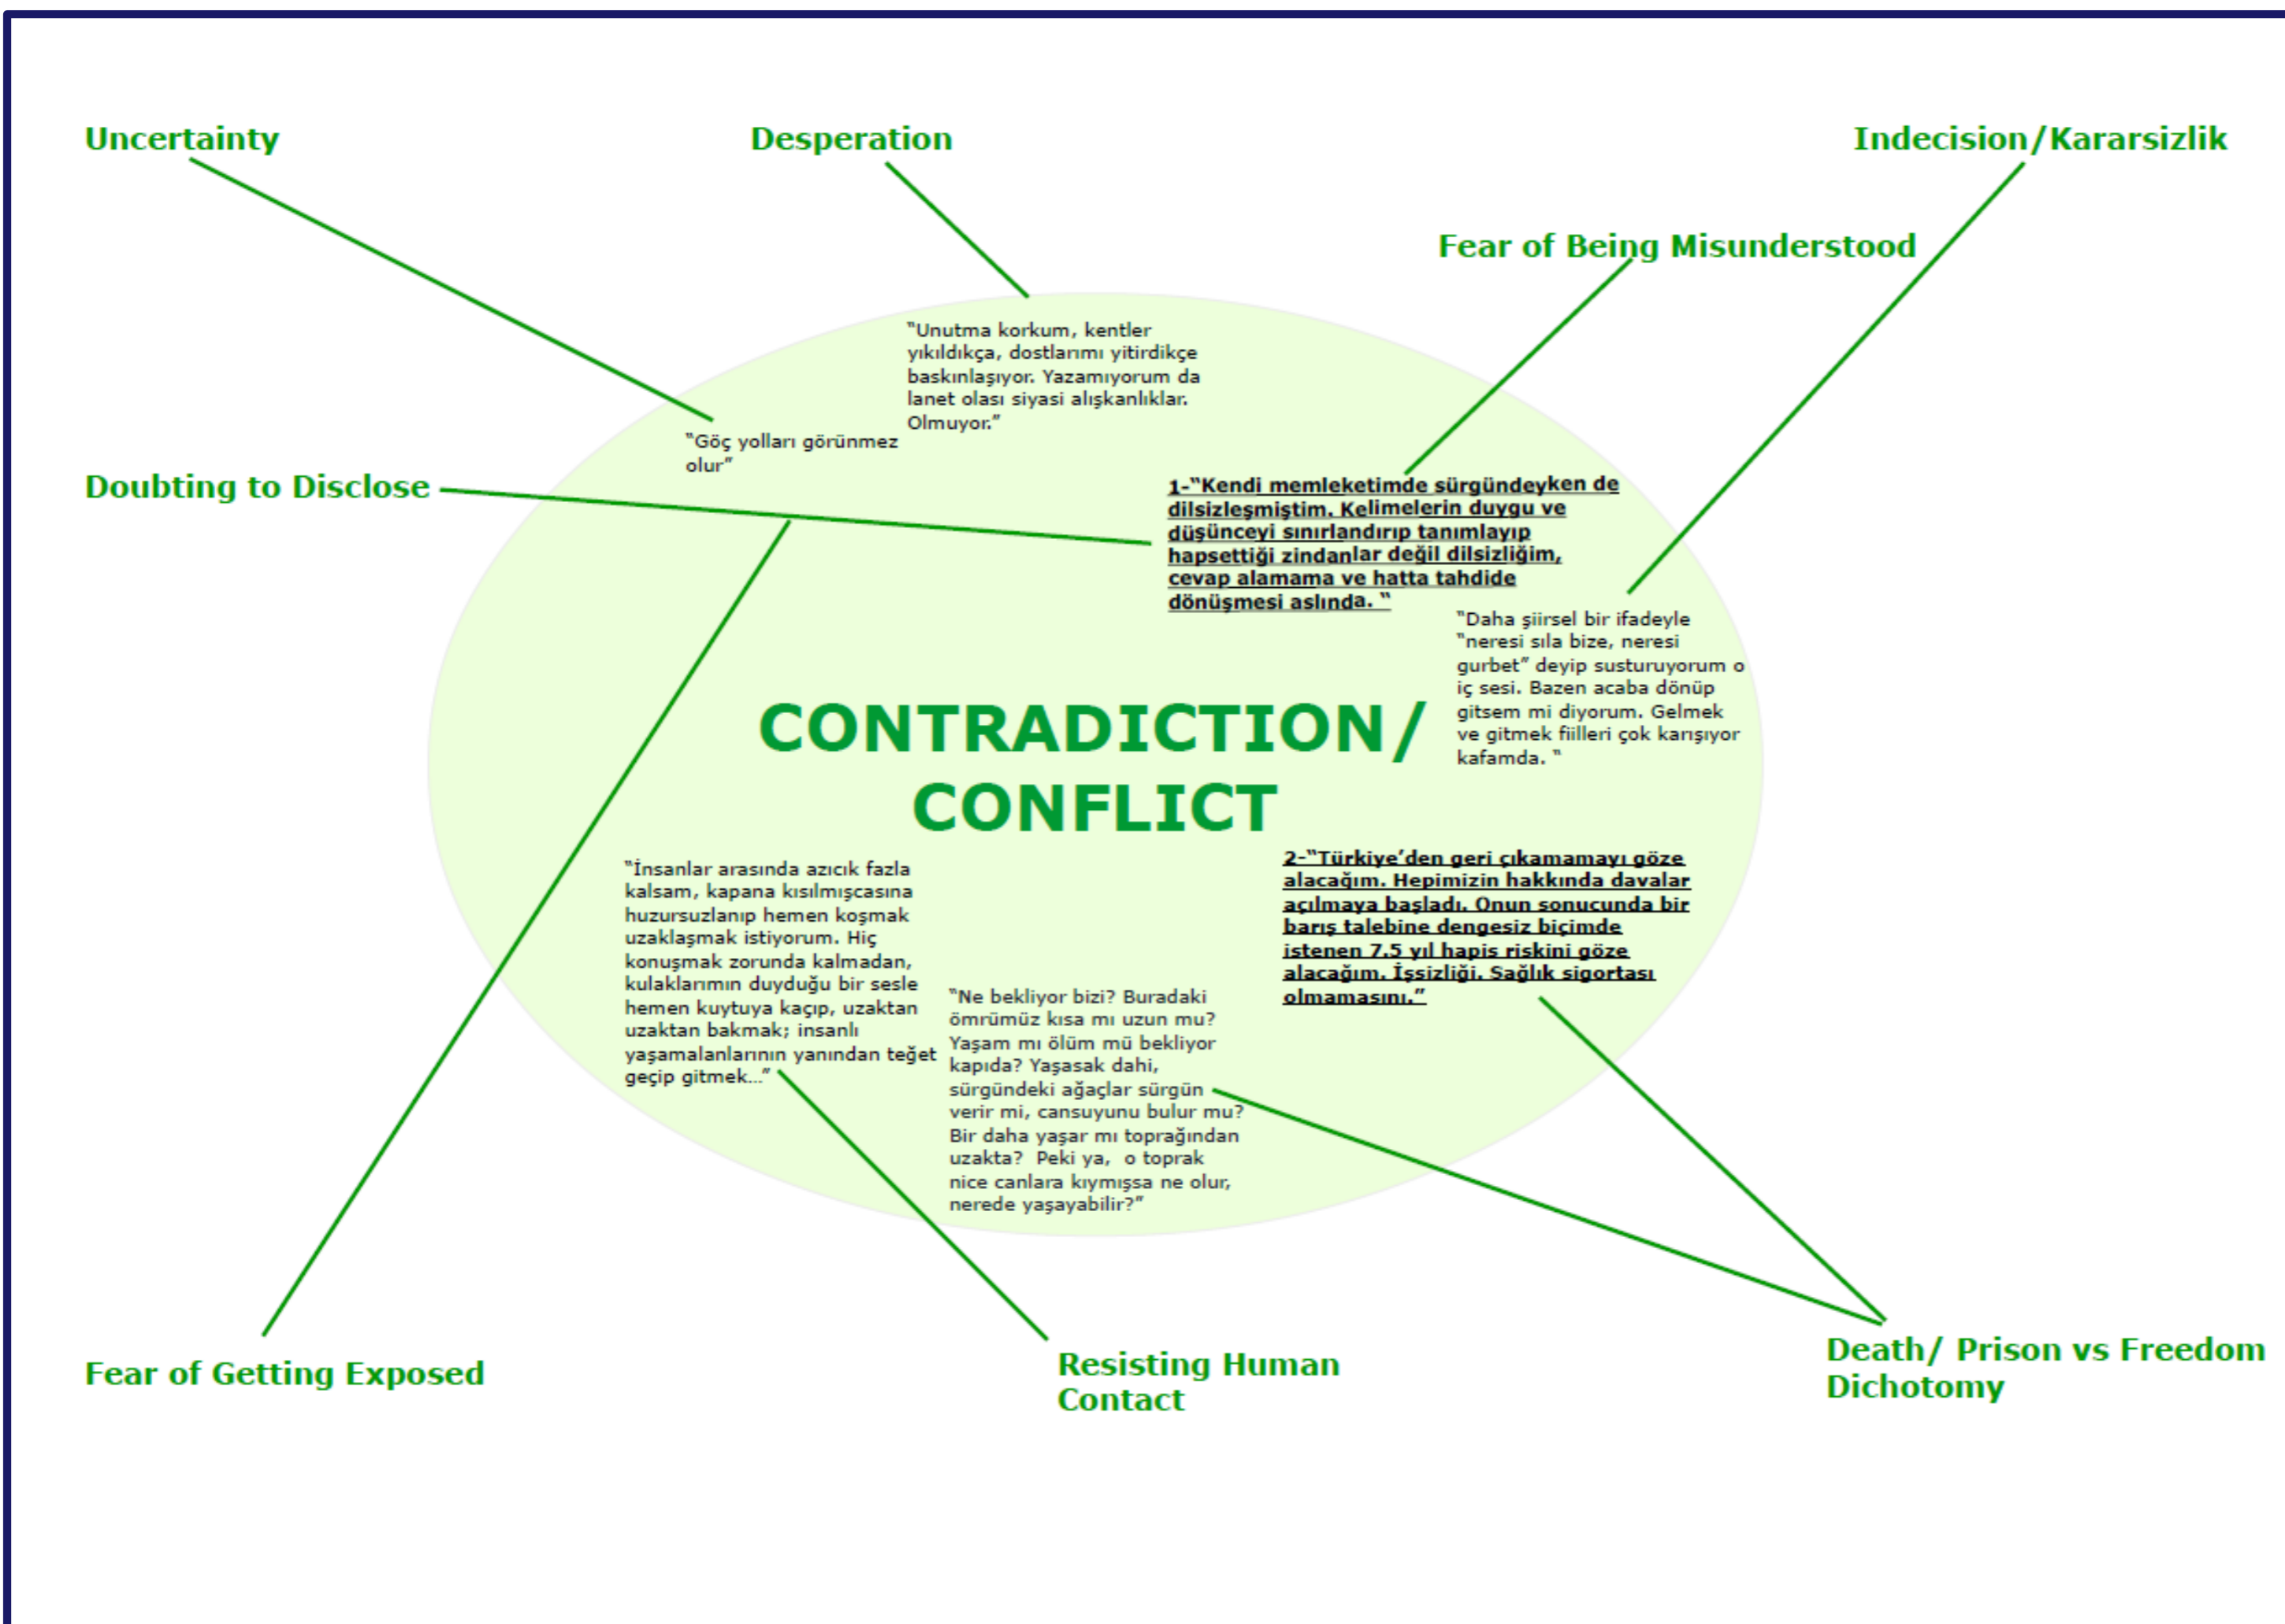 Uncertainty
Desperation
Indecision/Kararsizlik
Fear of Being Misunderstood
"Unutma korkum, kentler
yıkıldıkça, dostlarımı yitirdikçe
baskınlaşıyor. Yazamıyorum da
lanet olası siyasi alışkanlıklar.
Olmuyor."
"Göç yolları görünmez
olur"
Doubting to Disclose
1-"Kendi memleketimde sürgündeyken de
dilsizleşmiştim. Kelimelerin duygu ve
düşünceyi sınırlandırıp tanımlayıp
hapsettiği zindanlar değil dilsizliğim,
cevap alamama ve hatta tahdide
dönüşmesi aslında. "
"Daha şiirsel bir ifadeyle
"neresi sıla bize, neresi
gurbet" deyip susturuyorum o
iç sesi. Bazen acaba dönüp
gitsem mi diyorum. Gelmek
ve gitmek fiilleri çok karışıyor
kafamda. "
CONTRADICTION/
CONFLICT
"İnsanlar arasında azıcık fazla
kalsam, kapana kısılmışcasına
huzursuzlanıp hemen koşmak
uzaklaşmak istiyorum. Hiç
konuşmak zorunda kalmadan,
kulaklarımın duyduğu bir sesle
hemen kuytuya kaçıp, uzaktan
uzaktan bakmak; insanlı
yaşamalanlarının yanından teğet
geçip gitmek…"
2-"Türkiye'den geri çıkamamayı göze
alacağım. Hepimizin hakkında davalar
açılmaya başladı. Onun sonucunda bir
barış talebine dengesiz biçimde
istenen 7.5 yıl hapis riskini göze
alacağım. İşsizliği. Sağlık sigortası
olmamasını."
"Ne bekliyor bizi? Buradaki
ömrümüz kısa mı uzun mu?
Yaşam mı ölüm mü bekliyor
kapıda? Yaşasak dahi,
sürgündeki ağaçlar sürgün
verir mi, cansuyunu bulur mu?
Bir daha yaşar mı toprağından
uzakta?  Peki ya,  o toprak
nice canlara kıymışsa ne olur,
nerede yaşayabilir?"
Fear of Getting Exposed
Resisting Human
Contact
Death/ Prison vs Freedom
Dichotomy